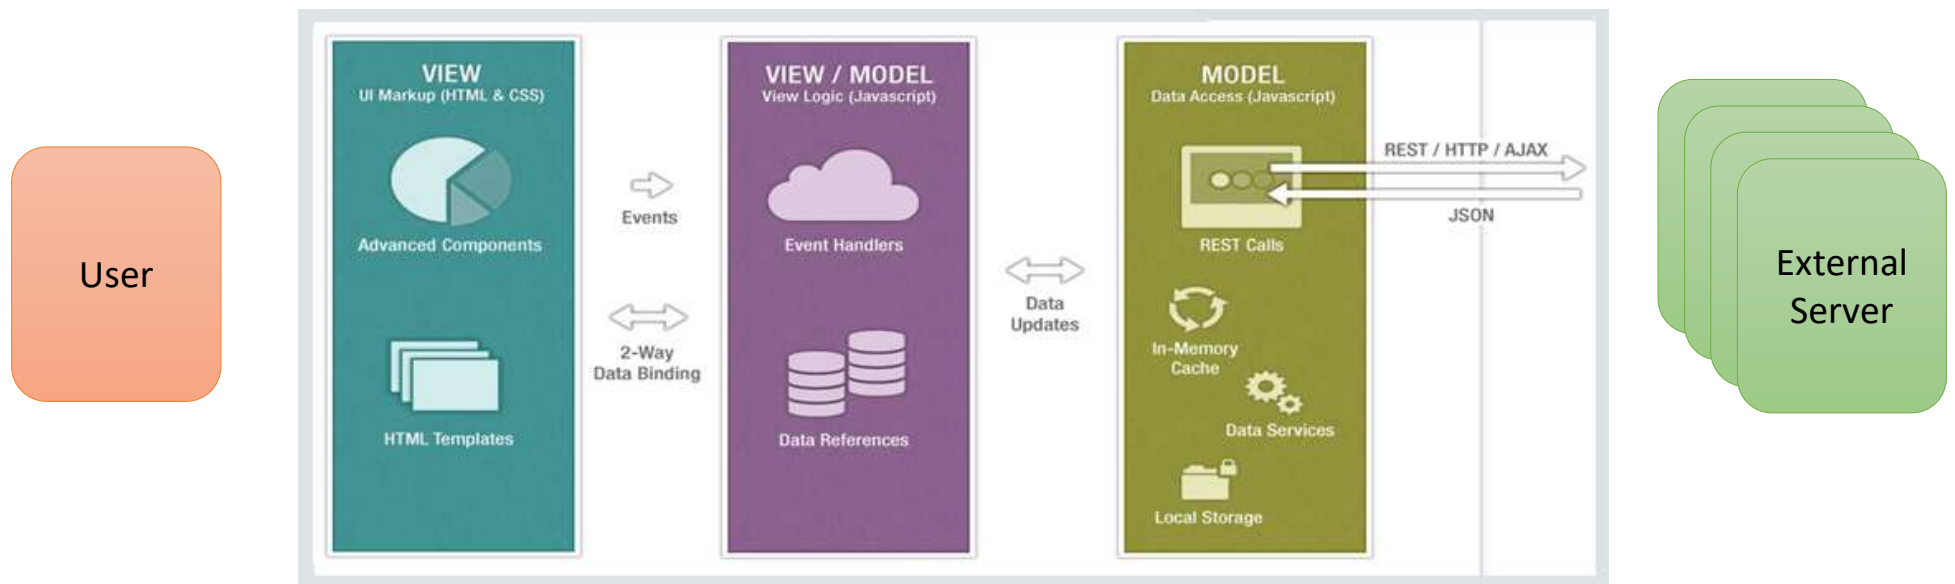 User
VIEW
UI Markup (HTML & CSS)
Advanced Components
HTML Templates
Events
2-Way
Data Binding
VIEW / MODEL
View Logic (Javascript)
Event Handlers
Data References
Data
Updates
MODEL
Data Access (Javascript)
REST Calls
In-Memory
Cache
Data Services
Local Storage
REST / HTTP / AJAX
JSON
External
Server